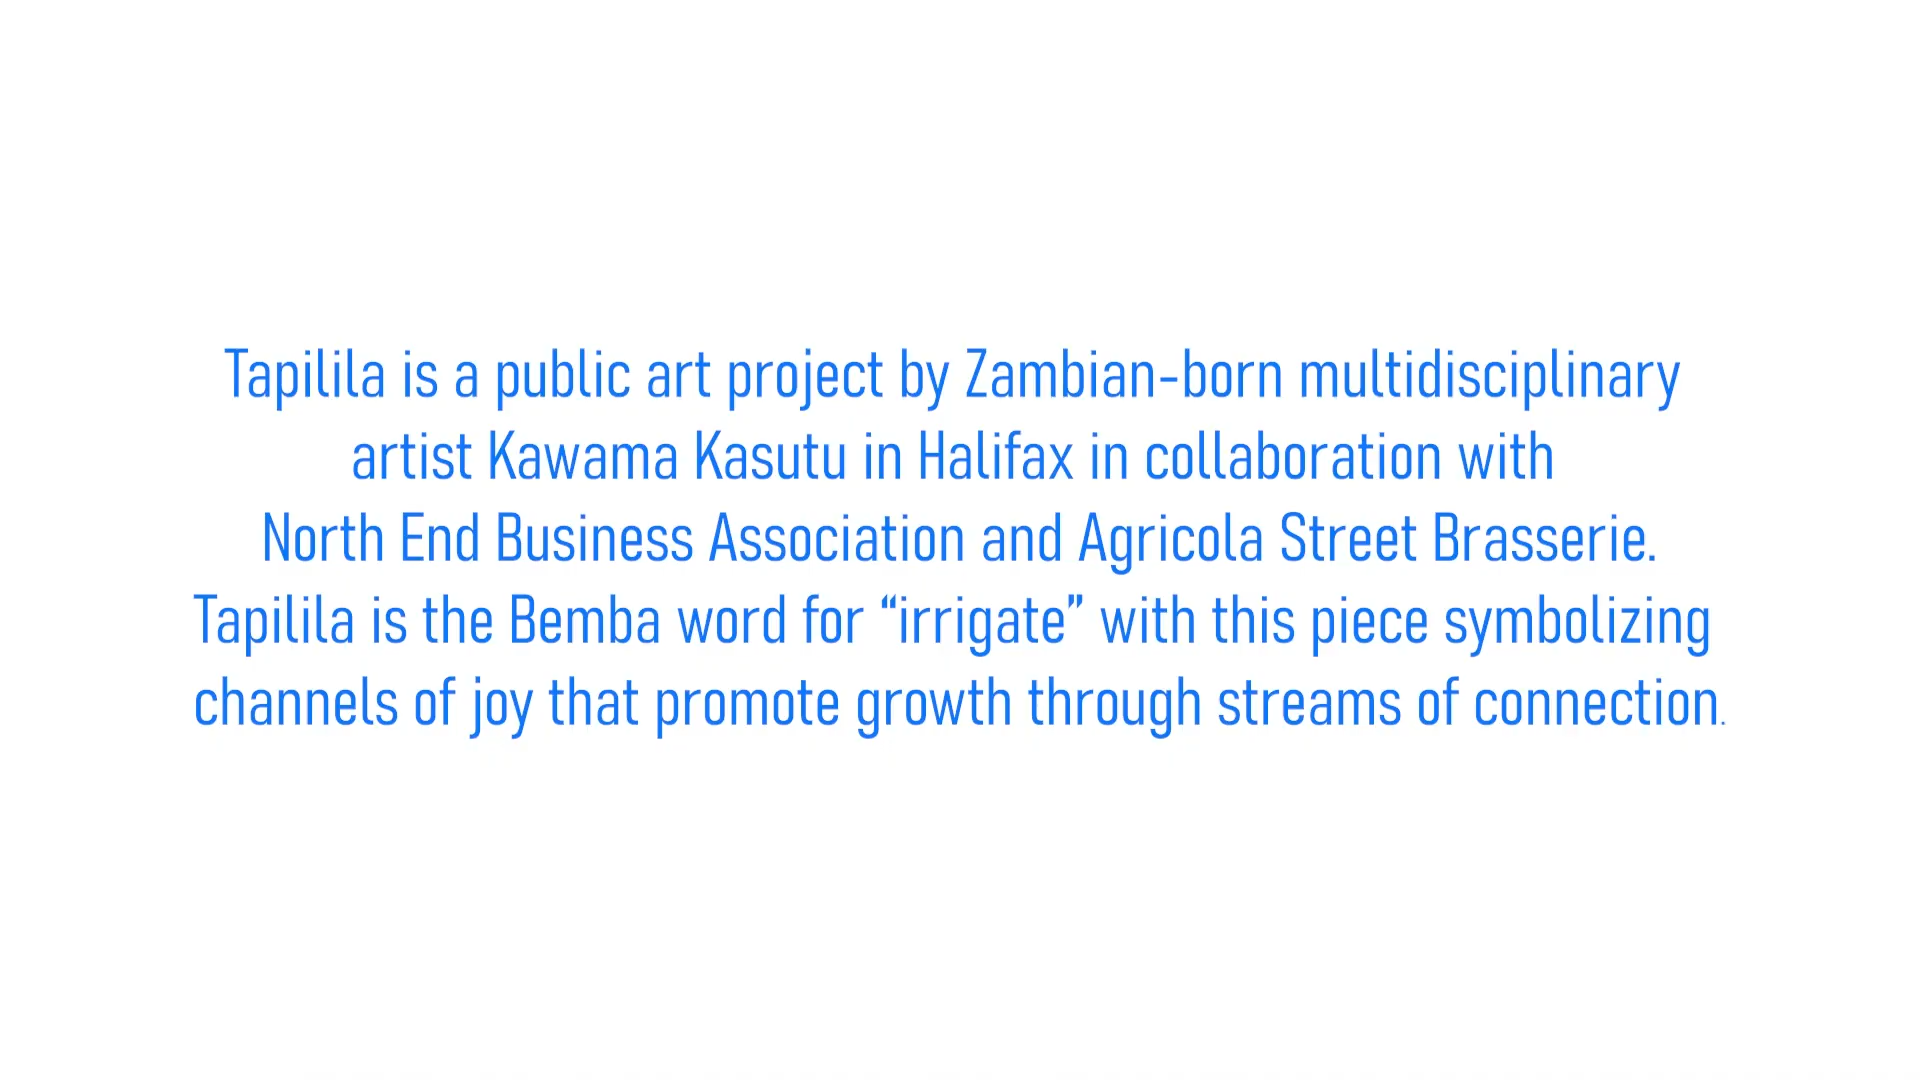 Tapilila is a public art project by Zambian-born multidisciplinary
artist Kawama Kasutu in Halifax in collaboration with
North End Business Association and Agricola Street Brasserie.
Tapilila is the Bemba word for “irrigate” with this piece symbolizing
channels of joy that promote growth through streams of connection.